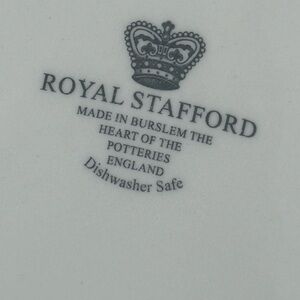 ROYAL STAFFORD
MADE IN BURSLEM THE
HEART OF THE
POTTERIES
ENGLAND
Dishwasher Safe